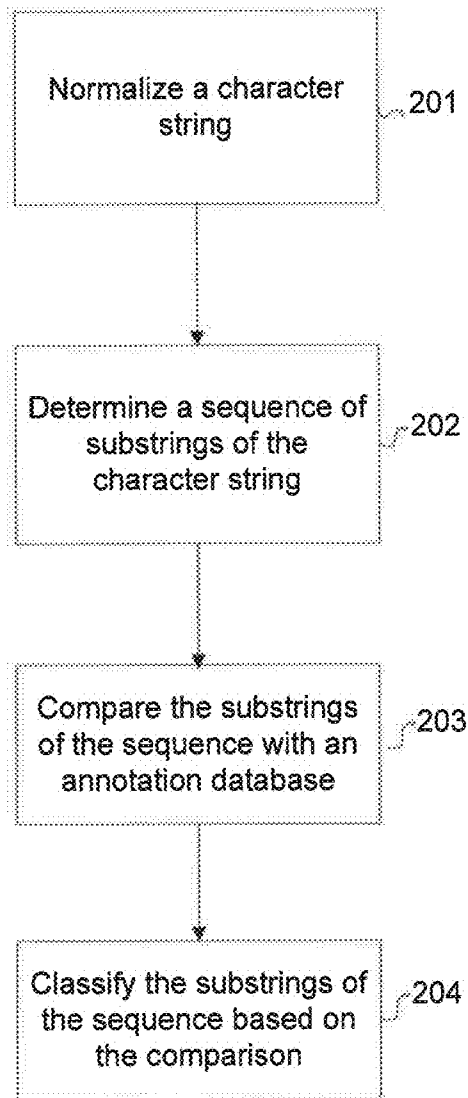 Normalize a character
string
201
Determine a sequence of
substrings of the
character string
202
Compare the substrings
of the sequence with an
annotation database
203
Classify the substrings of
the sequence based on
the comparison
204